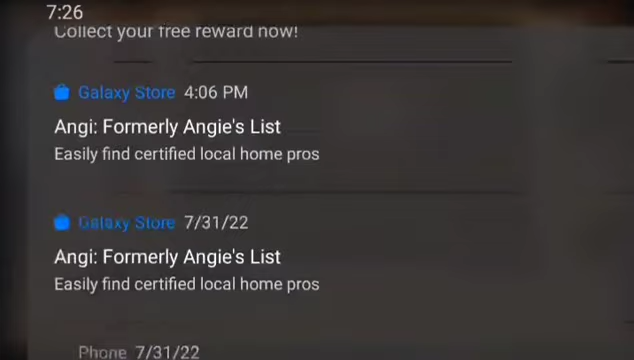 7:26
Collect your free reward now!
Galaxy Store 4:06 PM
Angi: Formerly Angie's List
Easily find certified local home pros
Galaxy Store 7/31/22
Angi: Formerly Angie's List
Easily find certified local home pros
Phone 7/31/22